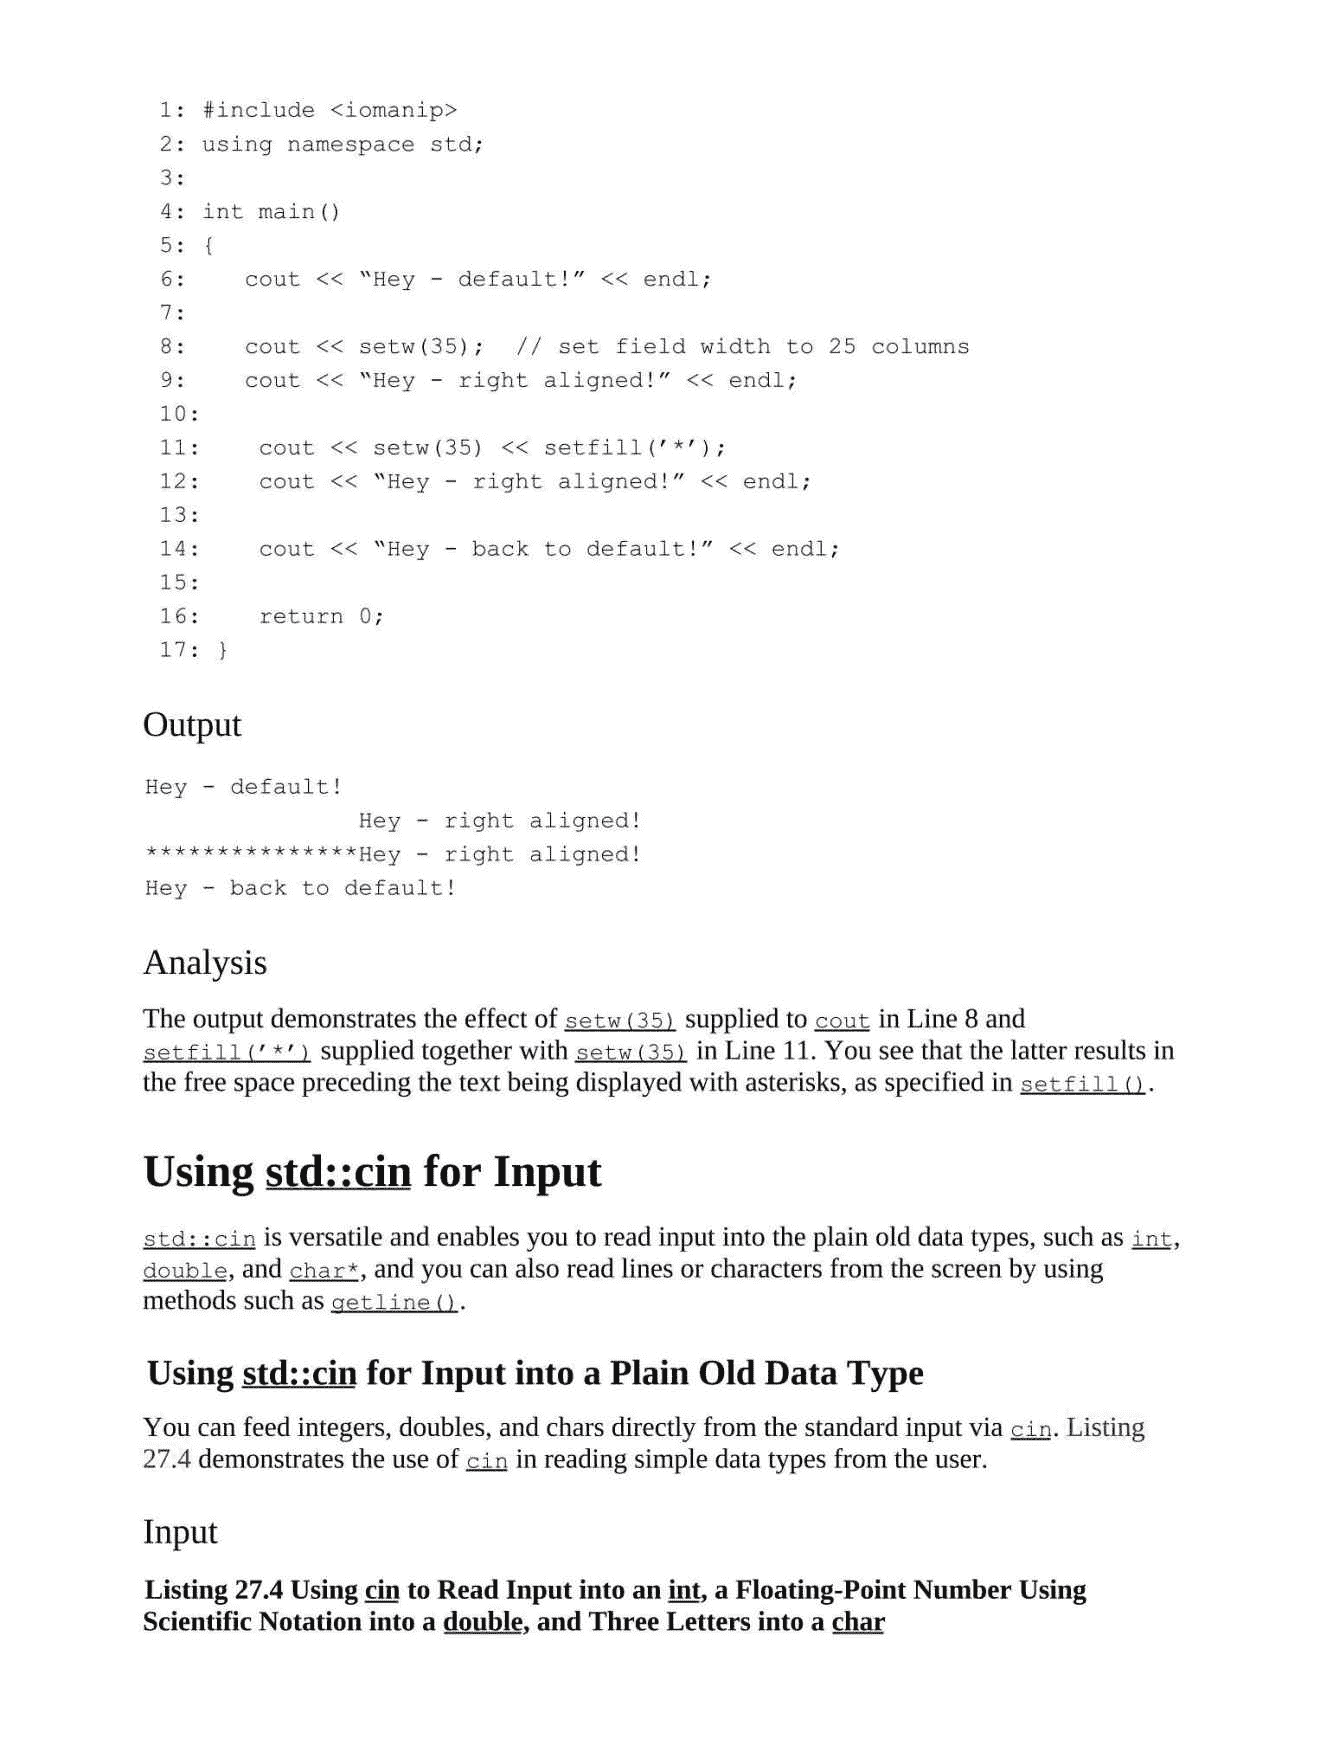 1: #include <iomanip>
2: using namespace std;
3:
4: int main()
5: {
6:    cout << “Hey - default!” << endl;
7:
8:    cout << setw(35);  // set field width to 25 columns
9:    cout << “Hey - right aligned!” << endl;
10:
11:    cout << setw(35) << setfill(’*’);
12:    cout << “Hey - right aligned!” << endl;
13:
14:    cout << “Hey - back to default!” << endl;
15:
16:    return 0;
17: }
Output
Hey - default!
               Hey - right aligned!
***************Hey - right aligned!
Hey - back to default!
Analysis
The output demonstrates the effect of setw(35) supplied to cout in Line 8 and
setfill(’*’) supplied together with setw(35) in Line 11. You see that the latter results in
the free space preceding the text being displayed with asterisks, as specified in setfill().
Using std::cin for Input
std::cin is versatile and enables you to read input into the plain old data types, such as int,
double, and char*, and you can also read lines or characters from the screen by using
methods such as getline().
Using std::cin for Input into a Plain Old Data Type
You can feed integers, doubles, and chars directly from the standard input via cin. Listing
27.4 demonstrates the use of cin in reading simple data types from the user.
Input
Listing 27.4 Using cin to Read Input into an int, a Floating-Point Number Using
Scientific Notation into a double, and Three Letters into a char